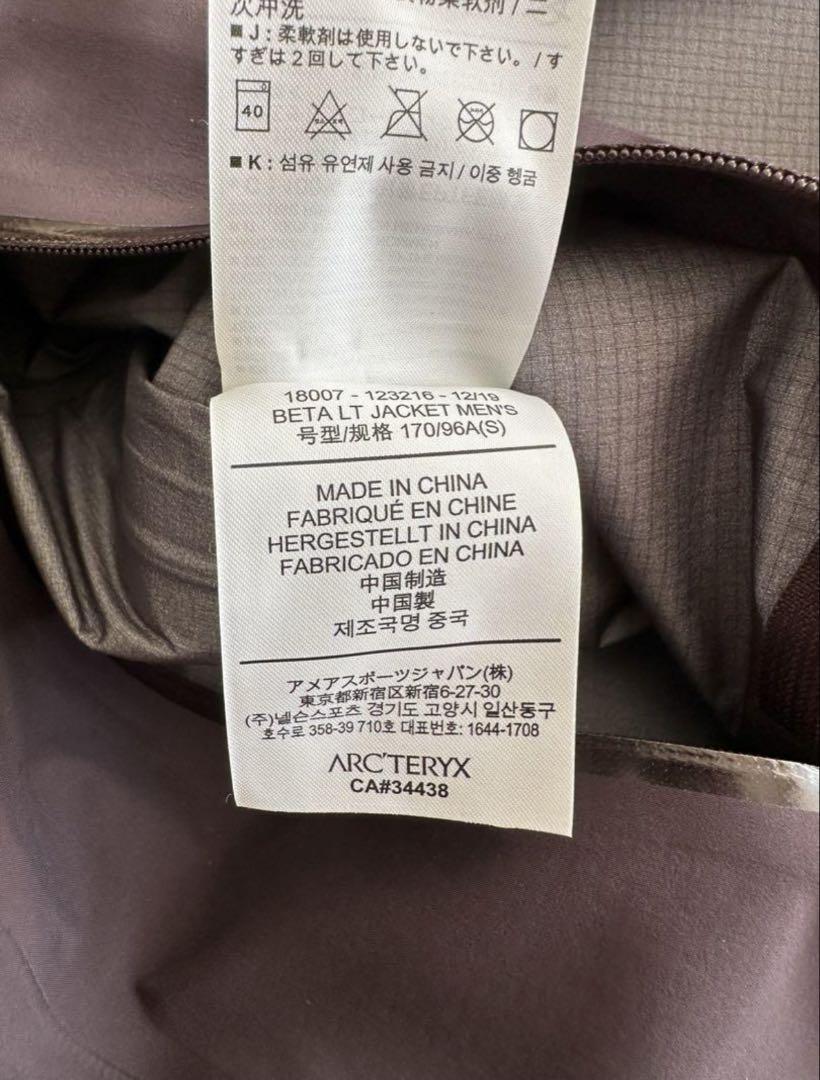 次冲洗
■ J : 柔軟剤は使用しないで下さい。/ す
すぎは2回して下さい。
40
■ K : 섬유 유연제 사용 금지 / 이중 헹굼
18007 - 123216 - 12/19
BETA LT JACKET MEN'S
号型/规格 170/96A(S)
MADE IN CHINA
FABRIQUÉ EN CHINE
HERGESTELLT IN CHINA
FABRICADO EN CHINA
中国制造
中国製
제조국명 중국
アメアスポーツジャパン(株)
東京都新宿区新宿6-27-30
(주)넬슨스포츠 경기도 고양시 일산동구
호수로 358-39 710호 대표번호: 1644-1708
ARC'TERYX
CA#34438